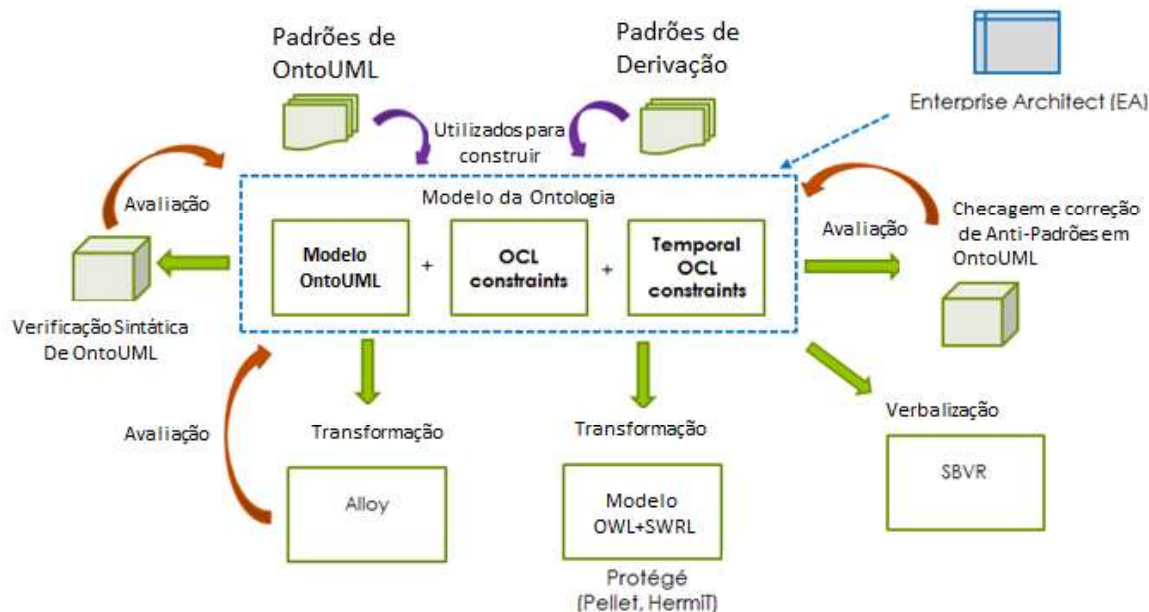 Padrões de
OntoUML
Padrões de
Derivação
Enterprise Architect (EA)
Utilizados para
construir
Modelo da Ontologia
Avaliação
Modelo
OntoUML
+
OCL
constraints
+
Temporal
OCL
constraints
Avaliação
Checagem e correção
de Anti-Padrões em
OntoUML
Verificação Sintática
De OntoUML
Avaliação
Transformação
Transformação
Verbalização
Alloy
Modelo
OWL+SWRL
SBVR
Protégé
(Pellet, HermiT)